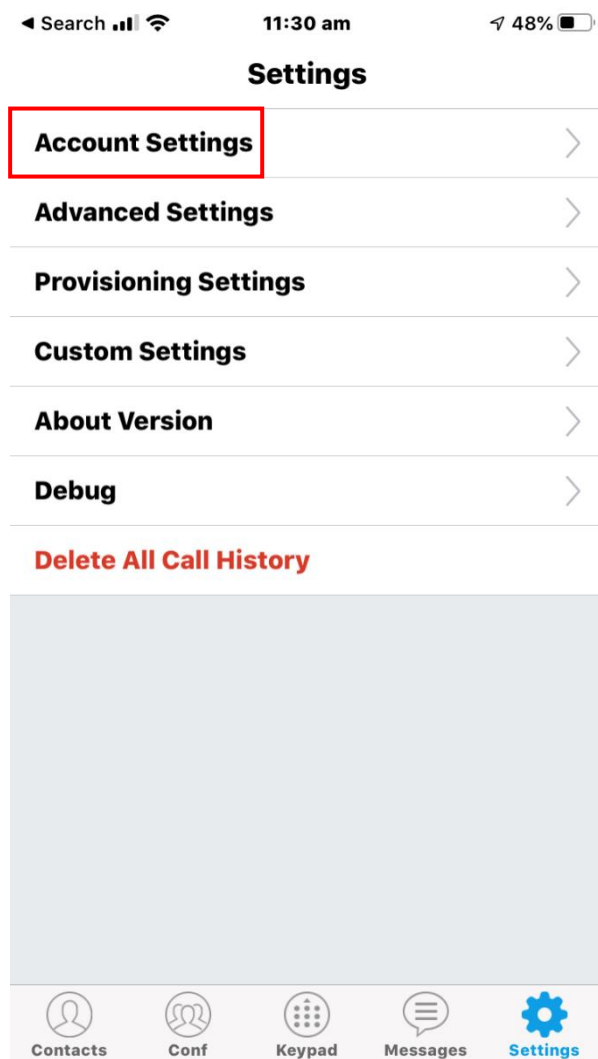 Search 11:30 am 48%
Settings
Account Settings
Advanced Settings
Provisioning Settings
Custom Settings
About Version
Debug
Delete All Call History
Contacts Conf Keypad Messages Settings